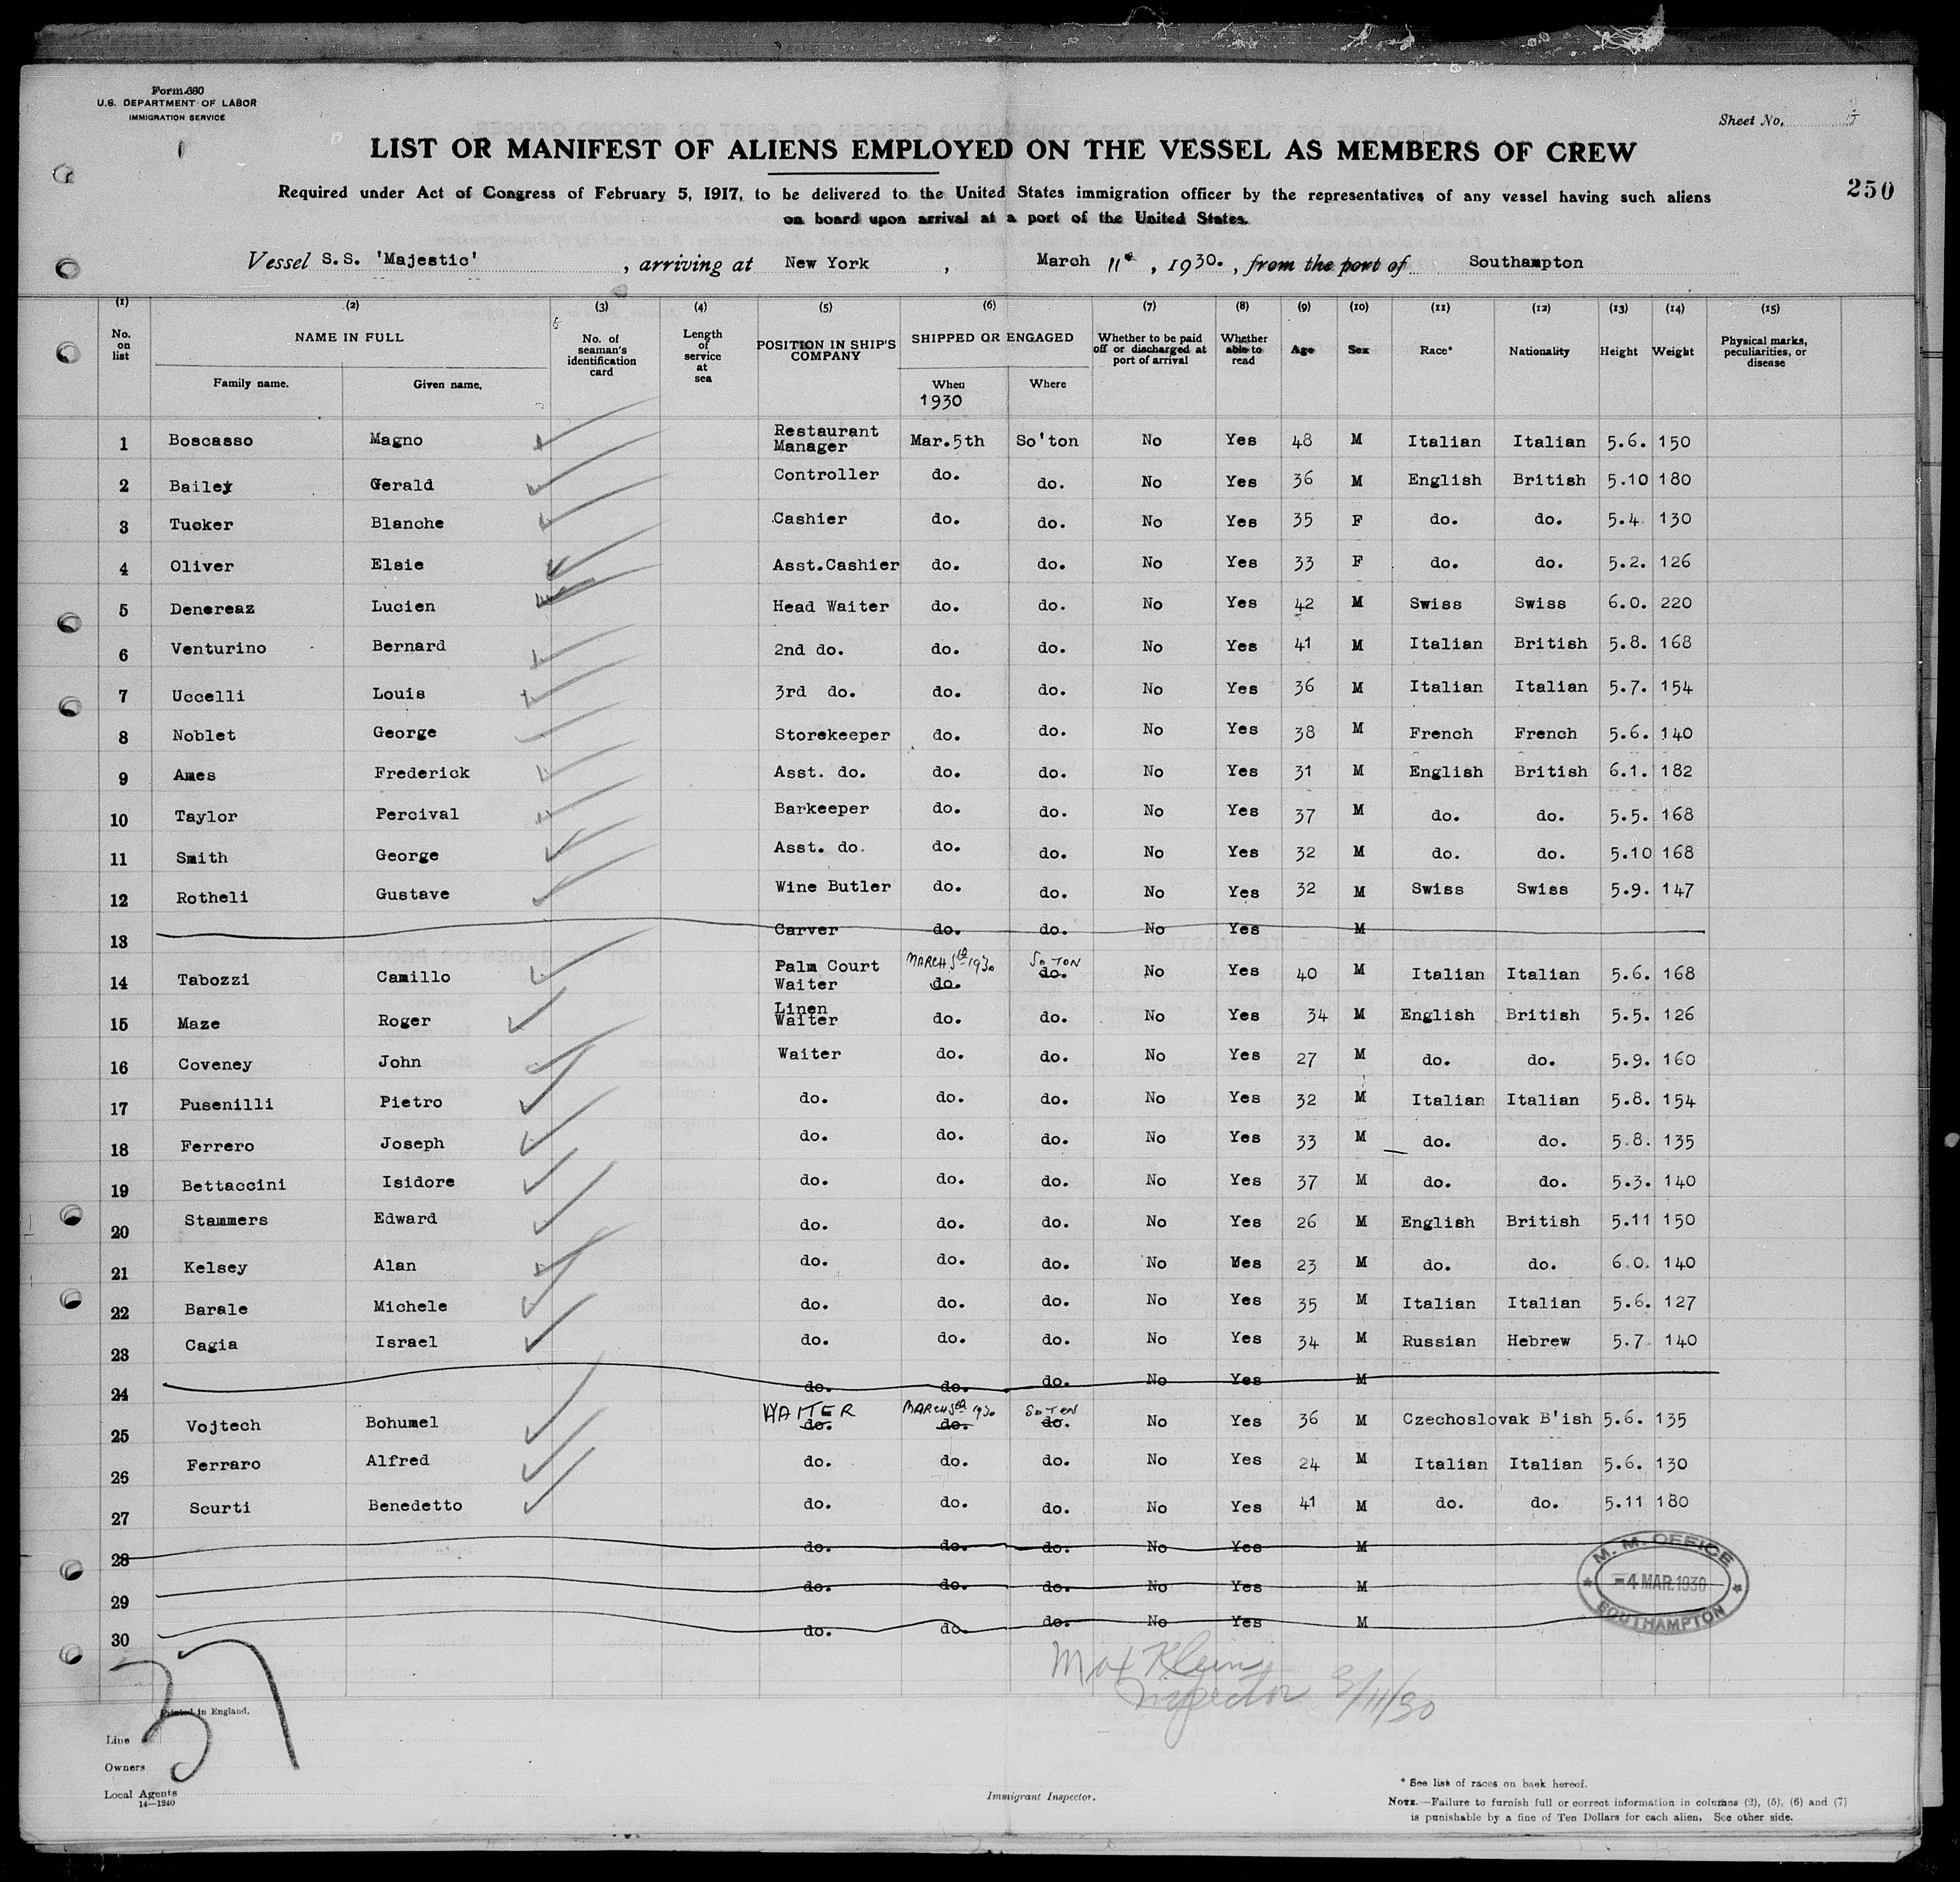 Form 680
U.S. DEPARTMENT OF LABOR
IMMIGRATION SERVICE
Sheet No.
LIST OR MANIFEST OF ALIENS EMPLOYED ON THE VESSEL AS MEMBERS OF CREW
250
Required under Act of Congress of February 5, 1917, to be delivered to the United States immigration officer by the representatives of any vessel having such aliens
on board upon arrival at a port of the United States.
Vessel S.S. 'Majestic' , arriving at New York , March 11th , 1930. , from the port of Southampton
(1) (2) (3) (4) (5) (6) (7) (8) (9) (10) (11) (12) (13) (14) (15)
No. on list NAME IN FULL Family name. Given name. No. of seaman's identification card Length of service at sea POSITION IN SHIP'S COMPANY SHIPPED OR ENGAGED When 1930 Where Whether to be paid off or discharged at port of arrival Whether able to read Age Sex Race* Nationality Height Weight Physical marks, peculiarities, or disease
1 Boscasso Magno Restaurant Manager Mar.5th So'ton No Yes 48 M Italian Italian 5.6. 150
2 Bailey Gerald Controller do. do. No Yes 36 M English British 5.10 180
3 Tucker Blanche Cashier do. do. No Yes 35 F do. do. 5.4. 130
4 Oliver Elsie Asst.Cashier do. do. No Yes 33 F do. do. 5.2. 126
5 Denereaz Lucien Head Waiter do. do. No Yes 42 M Swiss Swiss 6.0. 220
6 Venturino Bernard 2nd do. do. do. No Yes 41 M Italian British 5.8. 168
7 Uccelli Louis 3rd do. do. do. No Yes 36 M Italian Italian 5.7. 154
8 Noblet George Storekeeper do. do. No Yes 38 M French French 5.6. 140
9 Ames Frederick Asst. do. do. do. No Yes 31 M English British 6.1. 182
10 Taylor Percival Barkeeper do. do. No Yes 37 M do. do. 5.5. 168
11 Smith George Asst. do. do. do. No Yes 32 M do. do. 5.10 168
12 Rotheli Gustave Wine Butler do. do. No Yes 32 M Swiss Swiss 5.9. 147
13 Carver do. do. No Yes M
14 Tabozzi Camillo Palm Court Waiter MARCH 5th 1930 do. SO TON do. No Yes 40 M Italian Italian 5.6. 168
15 Maze Roger Linen Waiter do. do. No Yes 34 M English British 5.5. 126
16 Coveney John Waiter do. do. No Yes 27 M do. do. 5.9. 160
17 Pusenilli Pietro do. do. do. No Yes 32 M Italian Italian 5.8. 154
18 Ferrero Joseph do. do. do. No Yes 33 M do. do. 5.8. 135
19 Bettaccini Isidore do. do. do. No Yes 37 M do. do. 5.3. 140
20 Stammers Edward do. do. do. No Yes 26 M English British 5.11 150
21 Kelsey Alan do. do. do. No Yes 23 M do. do. 6.0. 140
22 Barale Michele do. do. do. No Yes 35 M Italian Italian 5.6. 127
23 Cagia Israel do. do. do. No Yes 34 M Russian Hebrew 5.7 140
24 do. do. do. No Yes M
25 Vojtech Bohumel WAITER do. MARCH 5th 1930 do. SO TON do. No Yes 36 M Czechoslovak B'ish 5.6. 135
26 Ferraro Alfred do. do. do. No Yes 24 M Italian Italian 5.6. 130
27 Scurti Benedetto do. do. do. No Yes 41 M do. do. 5.11 180
28 do. do. do. No Yes M
29 do. do. do. No Yes M
30 do. do. do. No Yes M
M. M. OFFICE
4 MAR.1930
SOUTHAMPTON
Max Klein
Inspector 3/11/30
37
Printed in England.
Line
Owners
Local Agents
14—1240
Immigrant Inspector.
* See list of races on back hereof.
NOTE.—Failure to furnish full or correct information in columns (2), (5), (6) and (7)
is punishable by a fine of Ten Dollars for each alien. See other side.